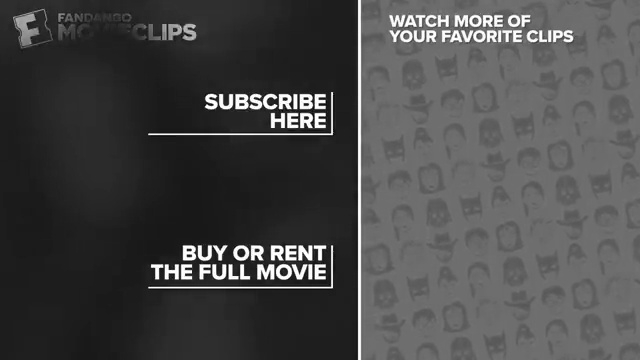 FANDANGO
MOVIECLIPS
SUBSCRIBE
HERE
BUY OR RENT
THE FULL MOVIE
WATCH MORE OF
YOUR FAVORITE CLIPS